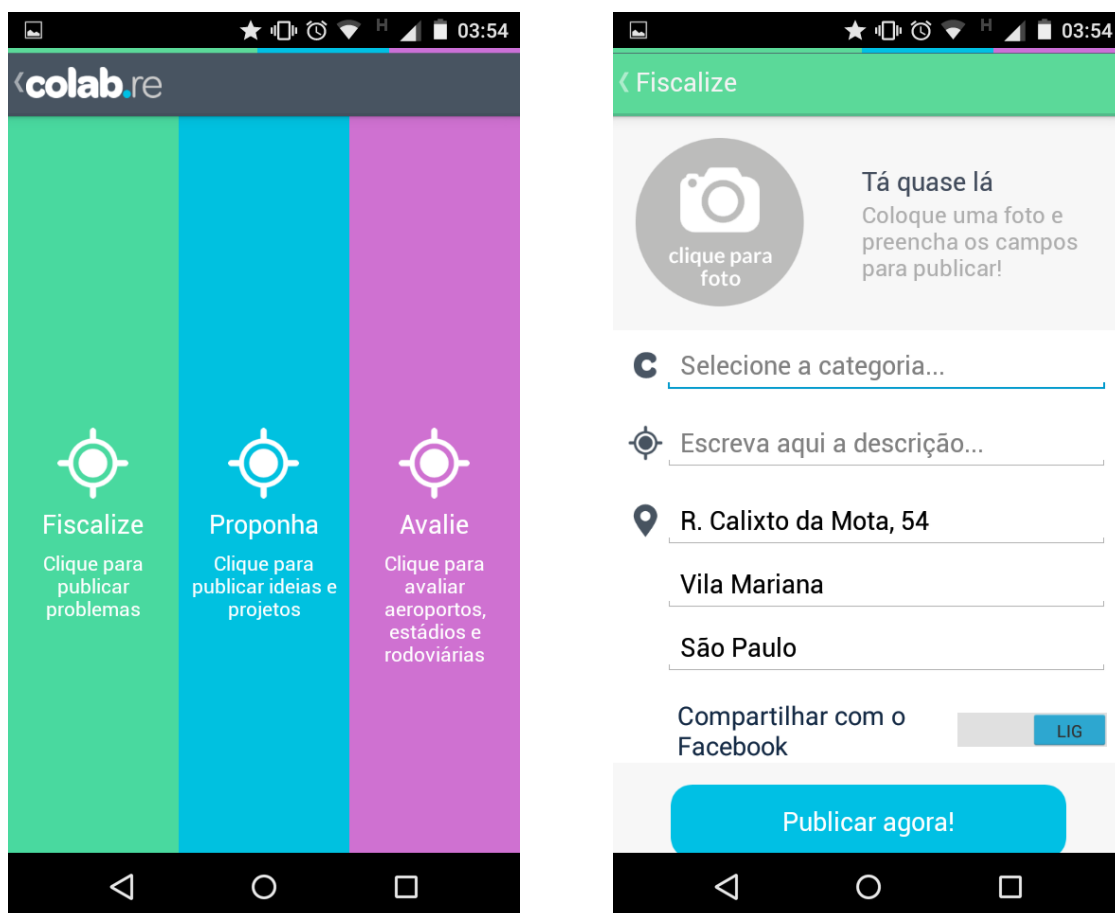 03:54
colab.re
Fiscalize
Clique para
publicar
problemas
Proponha
Clique para
publicar ideias e
projetos
Avalie
Clique para
avaliar
aeroportos,
estádios e
rodoviárias
H
03:54
Fiscalize
clique para
foto
Tá quase lá
Coloque uma foto e
preencha os campos
para publicar!
Selecione a categoria...
Escreva aqui a descrição...
R. Calixto da Mota, 54
Vila Mariana
São Paulo
Compartilhar com o
Facebook
LIG
Publicar agora!